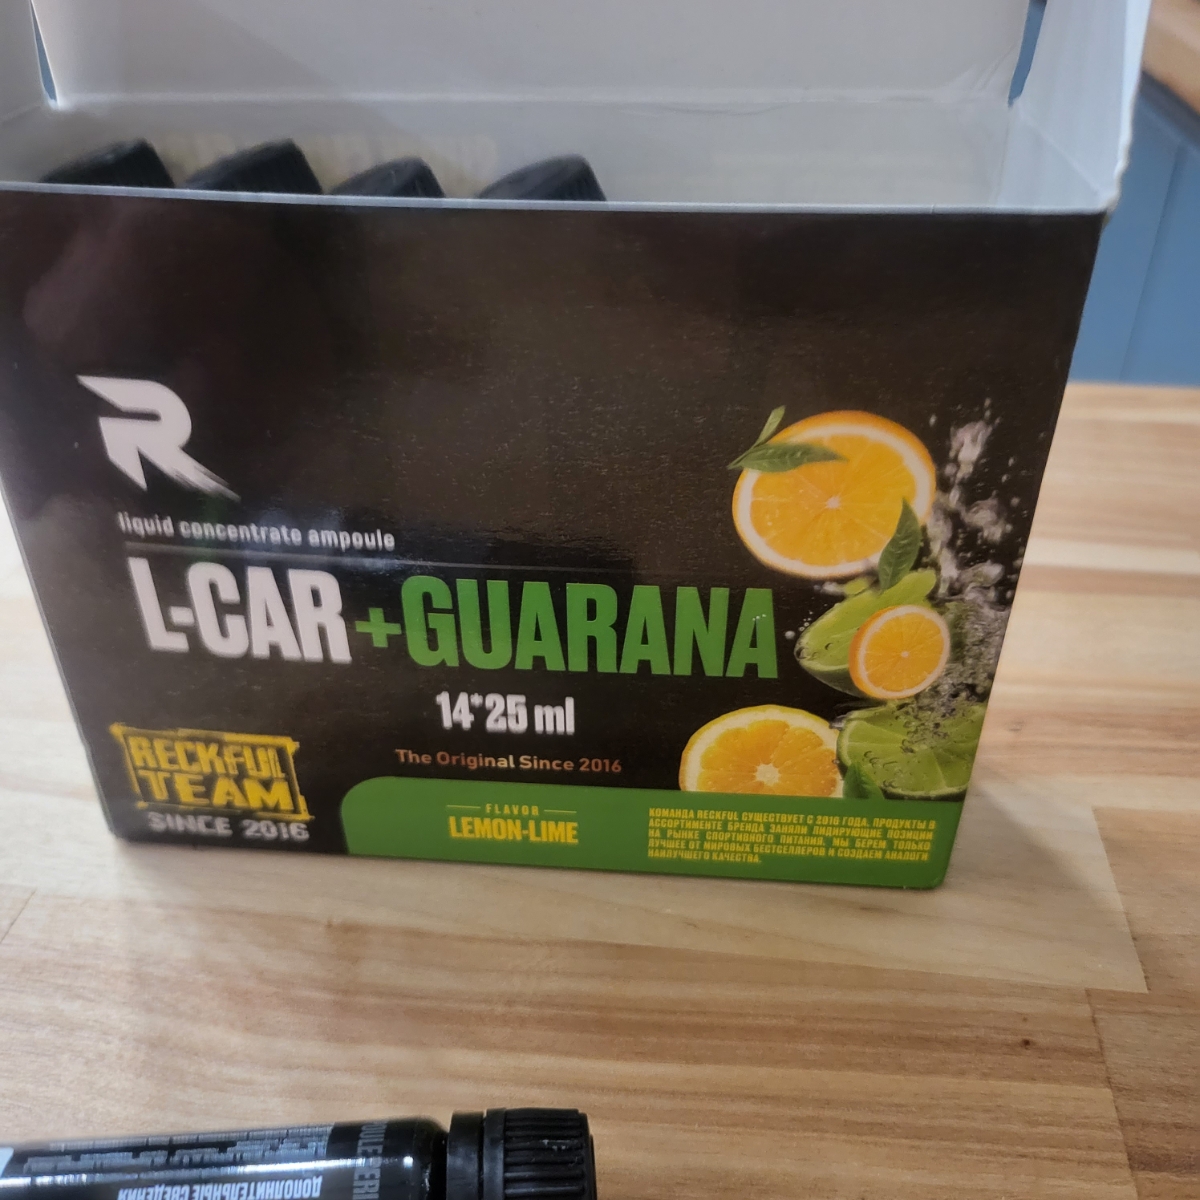 liquid concentrate ampoule
L-CAR+GUARANA
14*25 ml
The Original Since 2016
RECKFUL
TEAM
SINCE 2016
FLAVOR
LEMON-LIME
КОМАНДА RECKFUL СУЩЕСТВУЕТ С 2016 ГОДА. ПРОДУКТЫ В
АССОРТИМЕНТЕ БРЕНДА ЗАНЯЛИ ЛИДИРУЮЩИЕ ПОЗИЦИИ
НА РЫНКЕ СПОРТИВНОГО ПИТАНИЯ. МЫ БЕРЕМ ТОЛЬКО
ЛУЧШЕЕ ОТ МИРОВЫХ БЕСТСЕЛЛЕРОВ И СОЗДАЕМ АНАЛОГИ
НАИЛУЧШЕГО КАЧЕСТВА.
ДОПОЛНИТЕЛЬНЫЕ СВЕДЕНИЯ